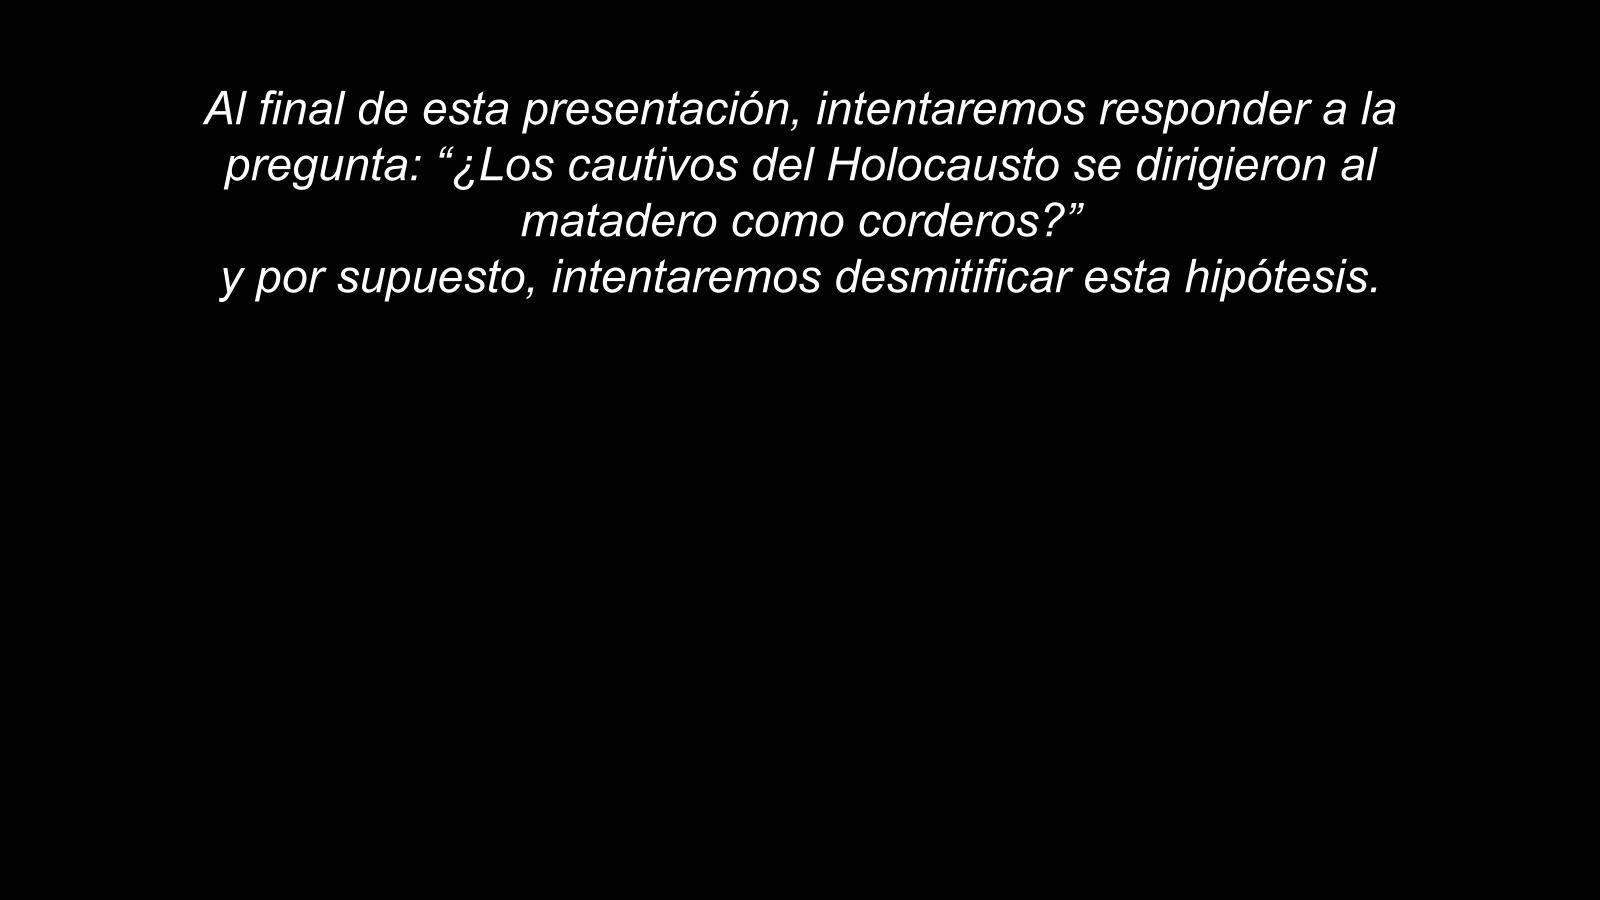 Al final de esta presentación, intentaremos responder a la
pregunta: “¿Los cautivos del Holocausto se dirigieron al
matadero como corderos?”
y por supuesto, intentaremos desmitificar esta hipótesis.